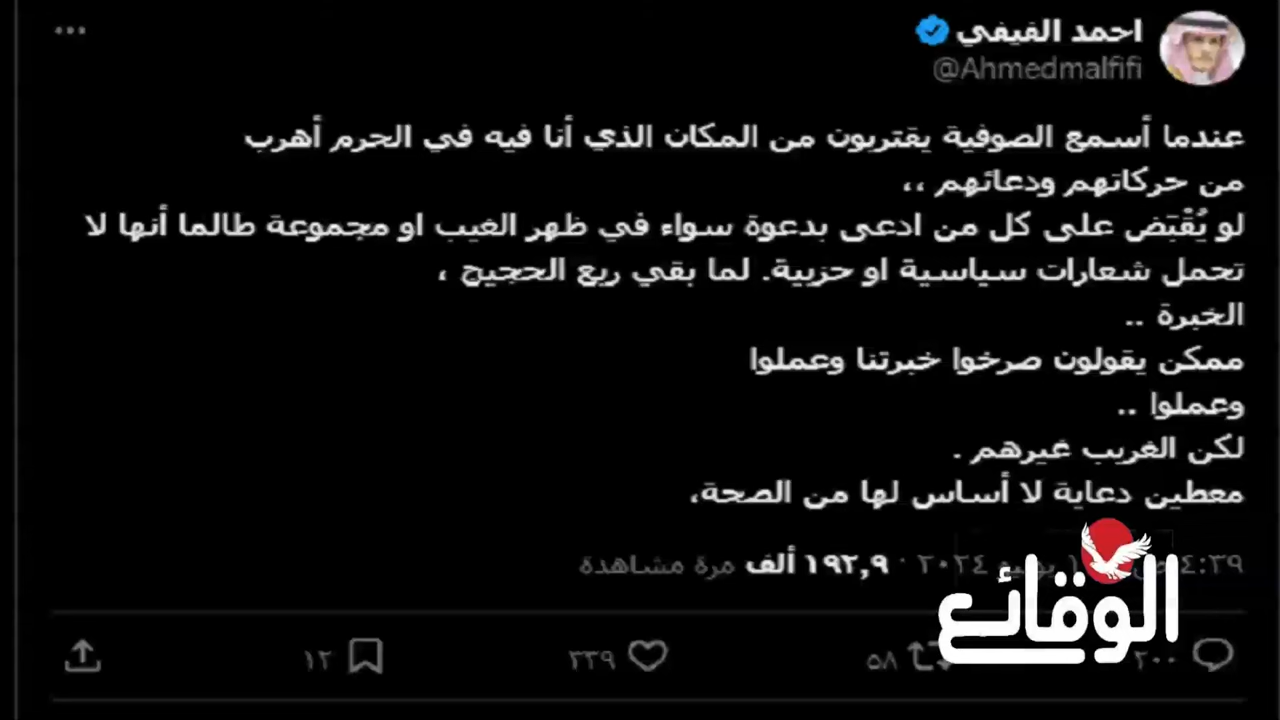 احمد الفيفي
@Ahmedmalfifi
عندما أسمع الصوفية يقتربون من المكان الذي أنا فيه في الحرم أهرب
من حركاتهم ودعائهم ،،
لو يُقْبَض على كل من ادعى بدعوة سواء في ظهر الغيب او مجموعة طالما أنها لا
تحمل شعارات سياسية او حزبية. لما بقي ربع الحجيج ،
الخبرة ..
ممكن يقولون صرخوا خبرتنا وعملوا
وعملوا ..
لكن الغريب غيرهم .
معطين دعاية لا أساس لها من الصحة،
٤:٣٩ ٢٠٢٤ · ١٩٢,٩ ألف مرة مشاهدة
الوقائع
٢٠٠ ٥٨ ٣٣٩ ١٢